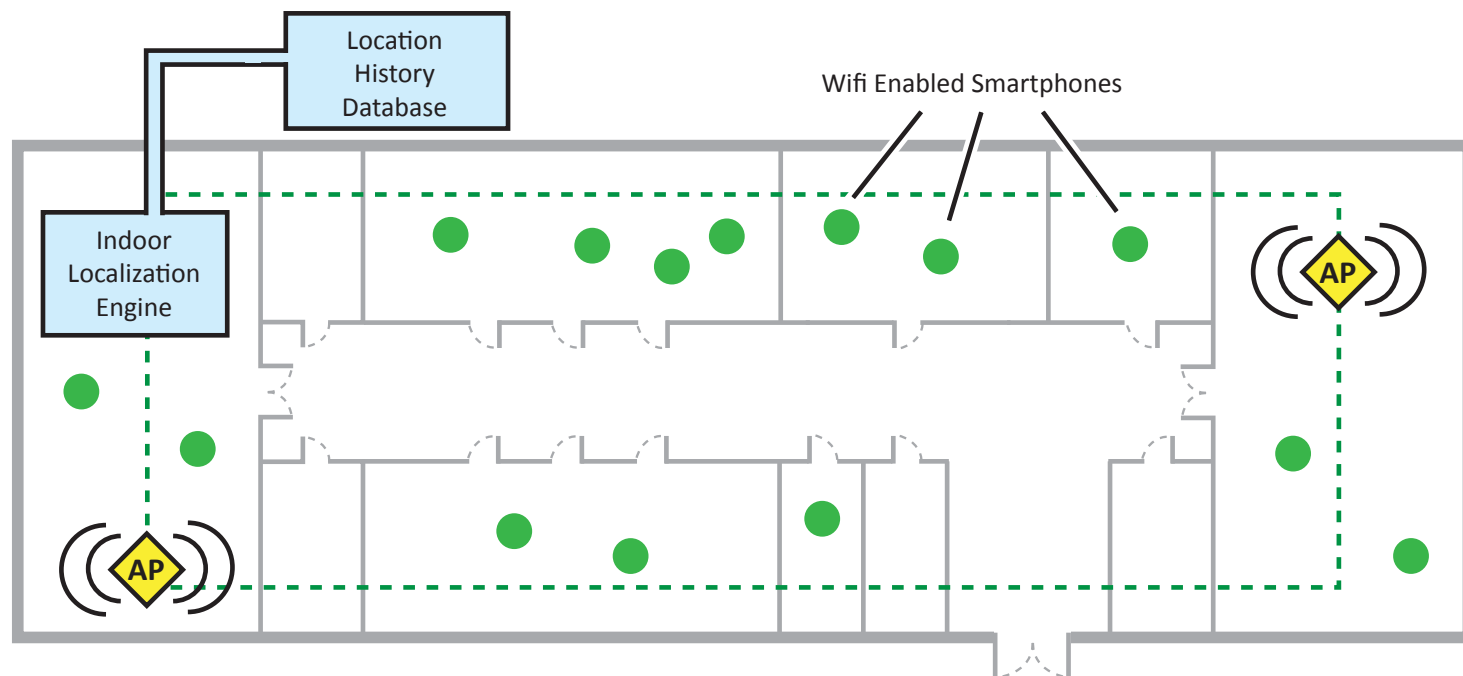 Location
History
Database
Wifi Enabled Smartphones
Indoor
Localization
Engine
AP
AP